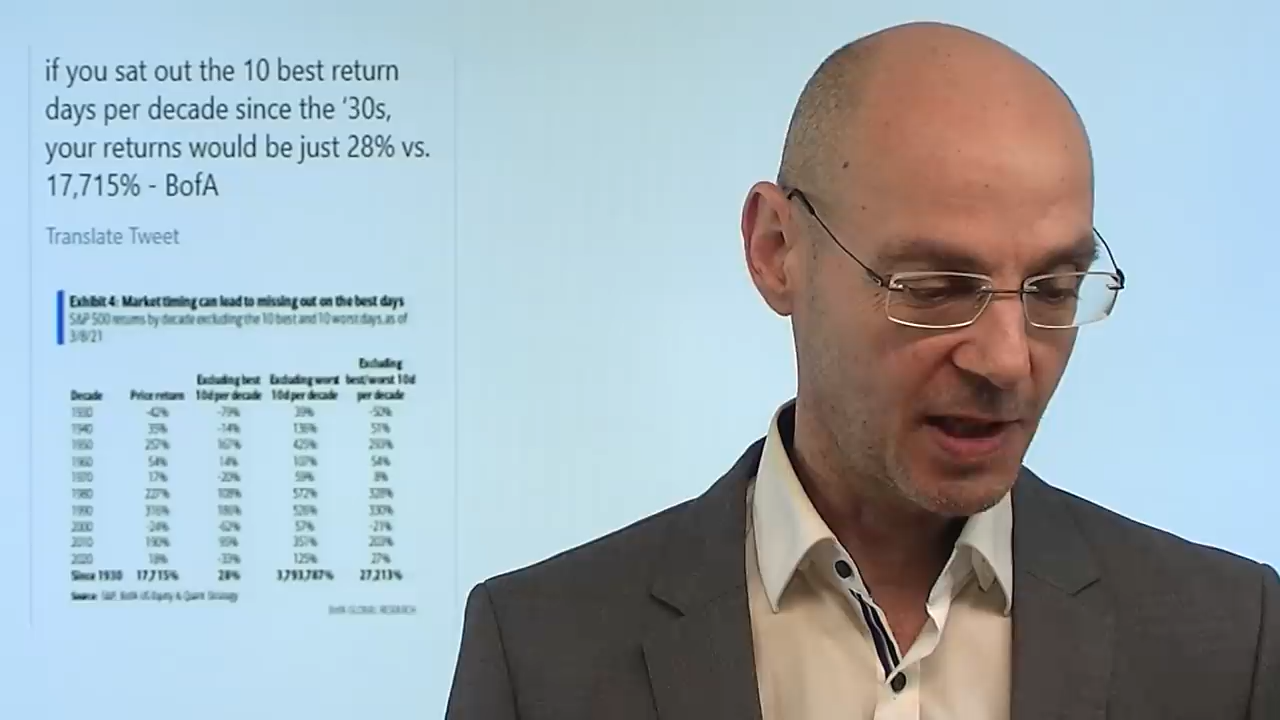 if you sat out the 10 best return
days per decade since the ‘30s,
your returns would be just 28% vs.
17,715% - BofA
Translate Tweet
Exhibit 4: Market timing can lead to missing out on the best days
S&P 500 returns by decade excluding the 10 best and 10 worst days, as of
3/8/21
Excluding
Excluding best Excluding worst best/worst 10d
Decade Price return 10d per decade 10d per decade per decade
1930 -42% -79% 39% -50%
1940 35% -14% 136% 51%
1950 257% 167% 425% 293%
1960 54% 14% 107% 54%
1970 17% -20% 59% 8%
1980 227% 108% 572% 328%
1990 316% 186% 526% 330%
2000 -24% -62% 57% -21%
2010 190% 95% 351% 203%
2020 18% -33% 125% 27%
Since 1930 17,715% 28% 3,793,787% 27,213%
Source: S&P, BofA US Equity & Quant Strategy
BofA GLOBAL RESEARCH